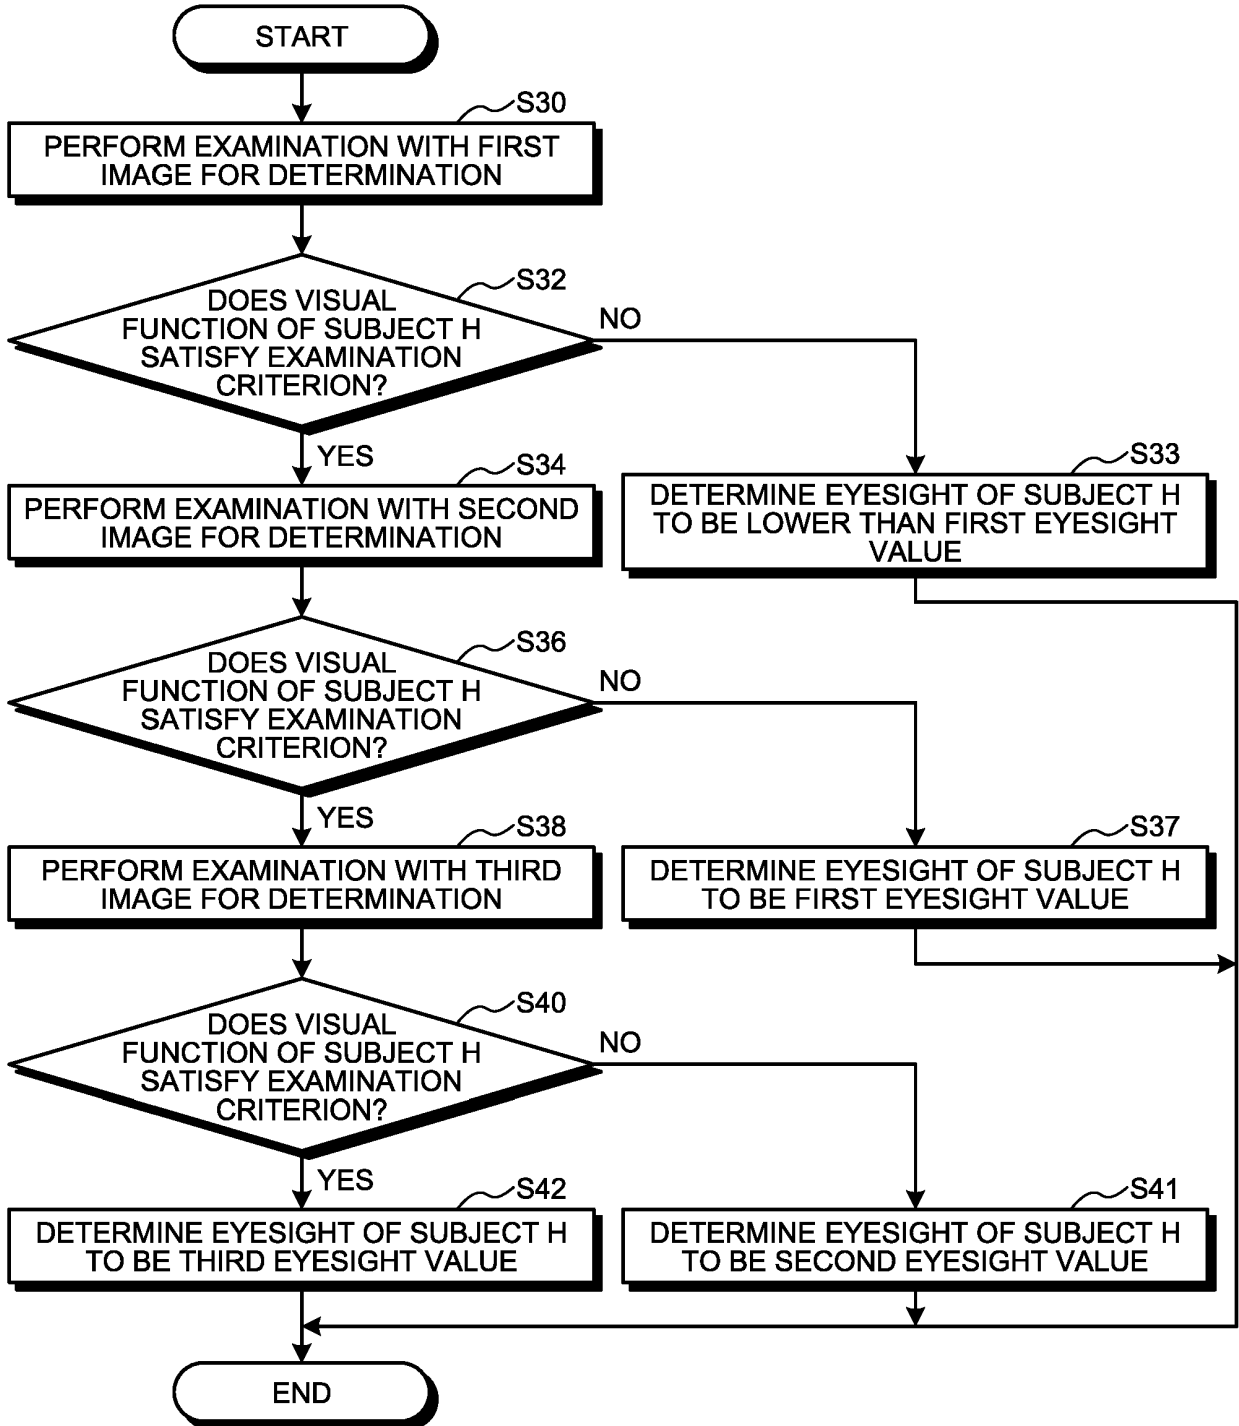 START
S30
PERFORM EXAMINATION WITH FIRST
IMAGE FOR DETERMINATION
S32
DOES VISUAL
FUNCTION OF SUBJECT H
SATISFY EXAMINATION
CRITERION?
NO
YES
S34
PERFORM EXAMINATION WITH SECOND
IMAGE FOR DETERMINATION
S33
DETERMINE EYESIGHT OF SUBJECT H
TO BE LOWER THAN FIRST EYESIGHT
VALUE
S36
DOES VISUAL
FUNCTION OF SUBJECT H
SATISFY EXAMINATION
CRITERION?
NO
YES
S38
PERFORM EXAMINATION WITH THIRD
IMAGE FOR DETERMINATION
S37
DETERMINE EYESIGHT OF SUBJECT H
TO BE FIRST EYESIGHT VALUE
S40
DOES VISUAL
FUNCTION OF SUBJECT H
SATISFY EXAMINATION
CRITERION?
NO
YES
S42
DETERMINE EYESIGHT OF SUBJECT H
TO BE THIRD EYESIGHT VALUE
S41
DETERMINE EYESIGHT OF SUBJECT H
TO BE SECOND EYESIGHT VALUE
END